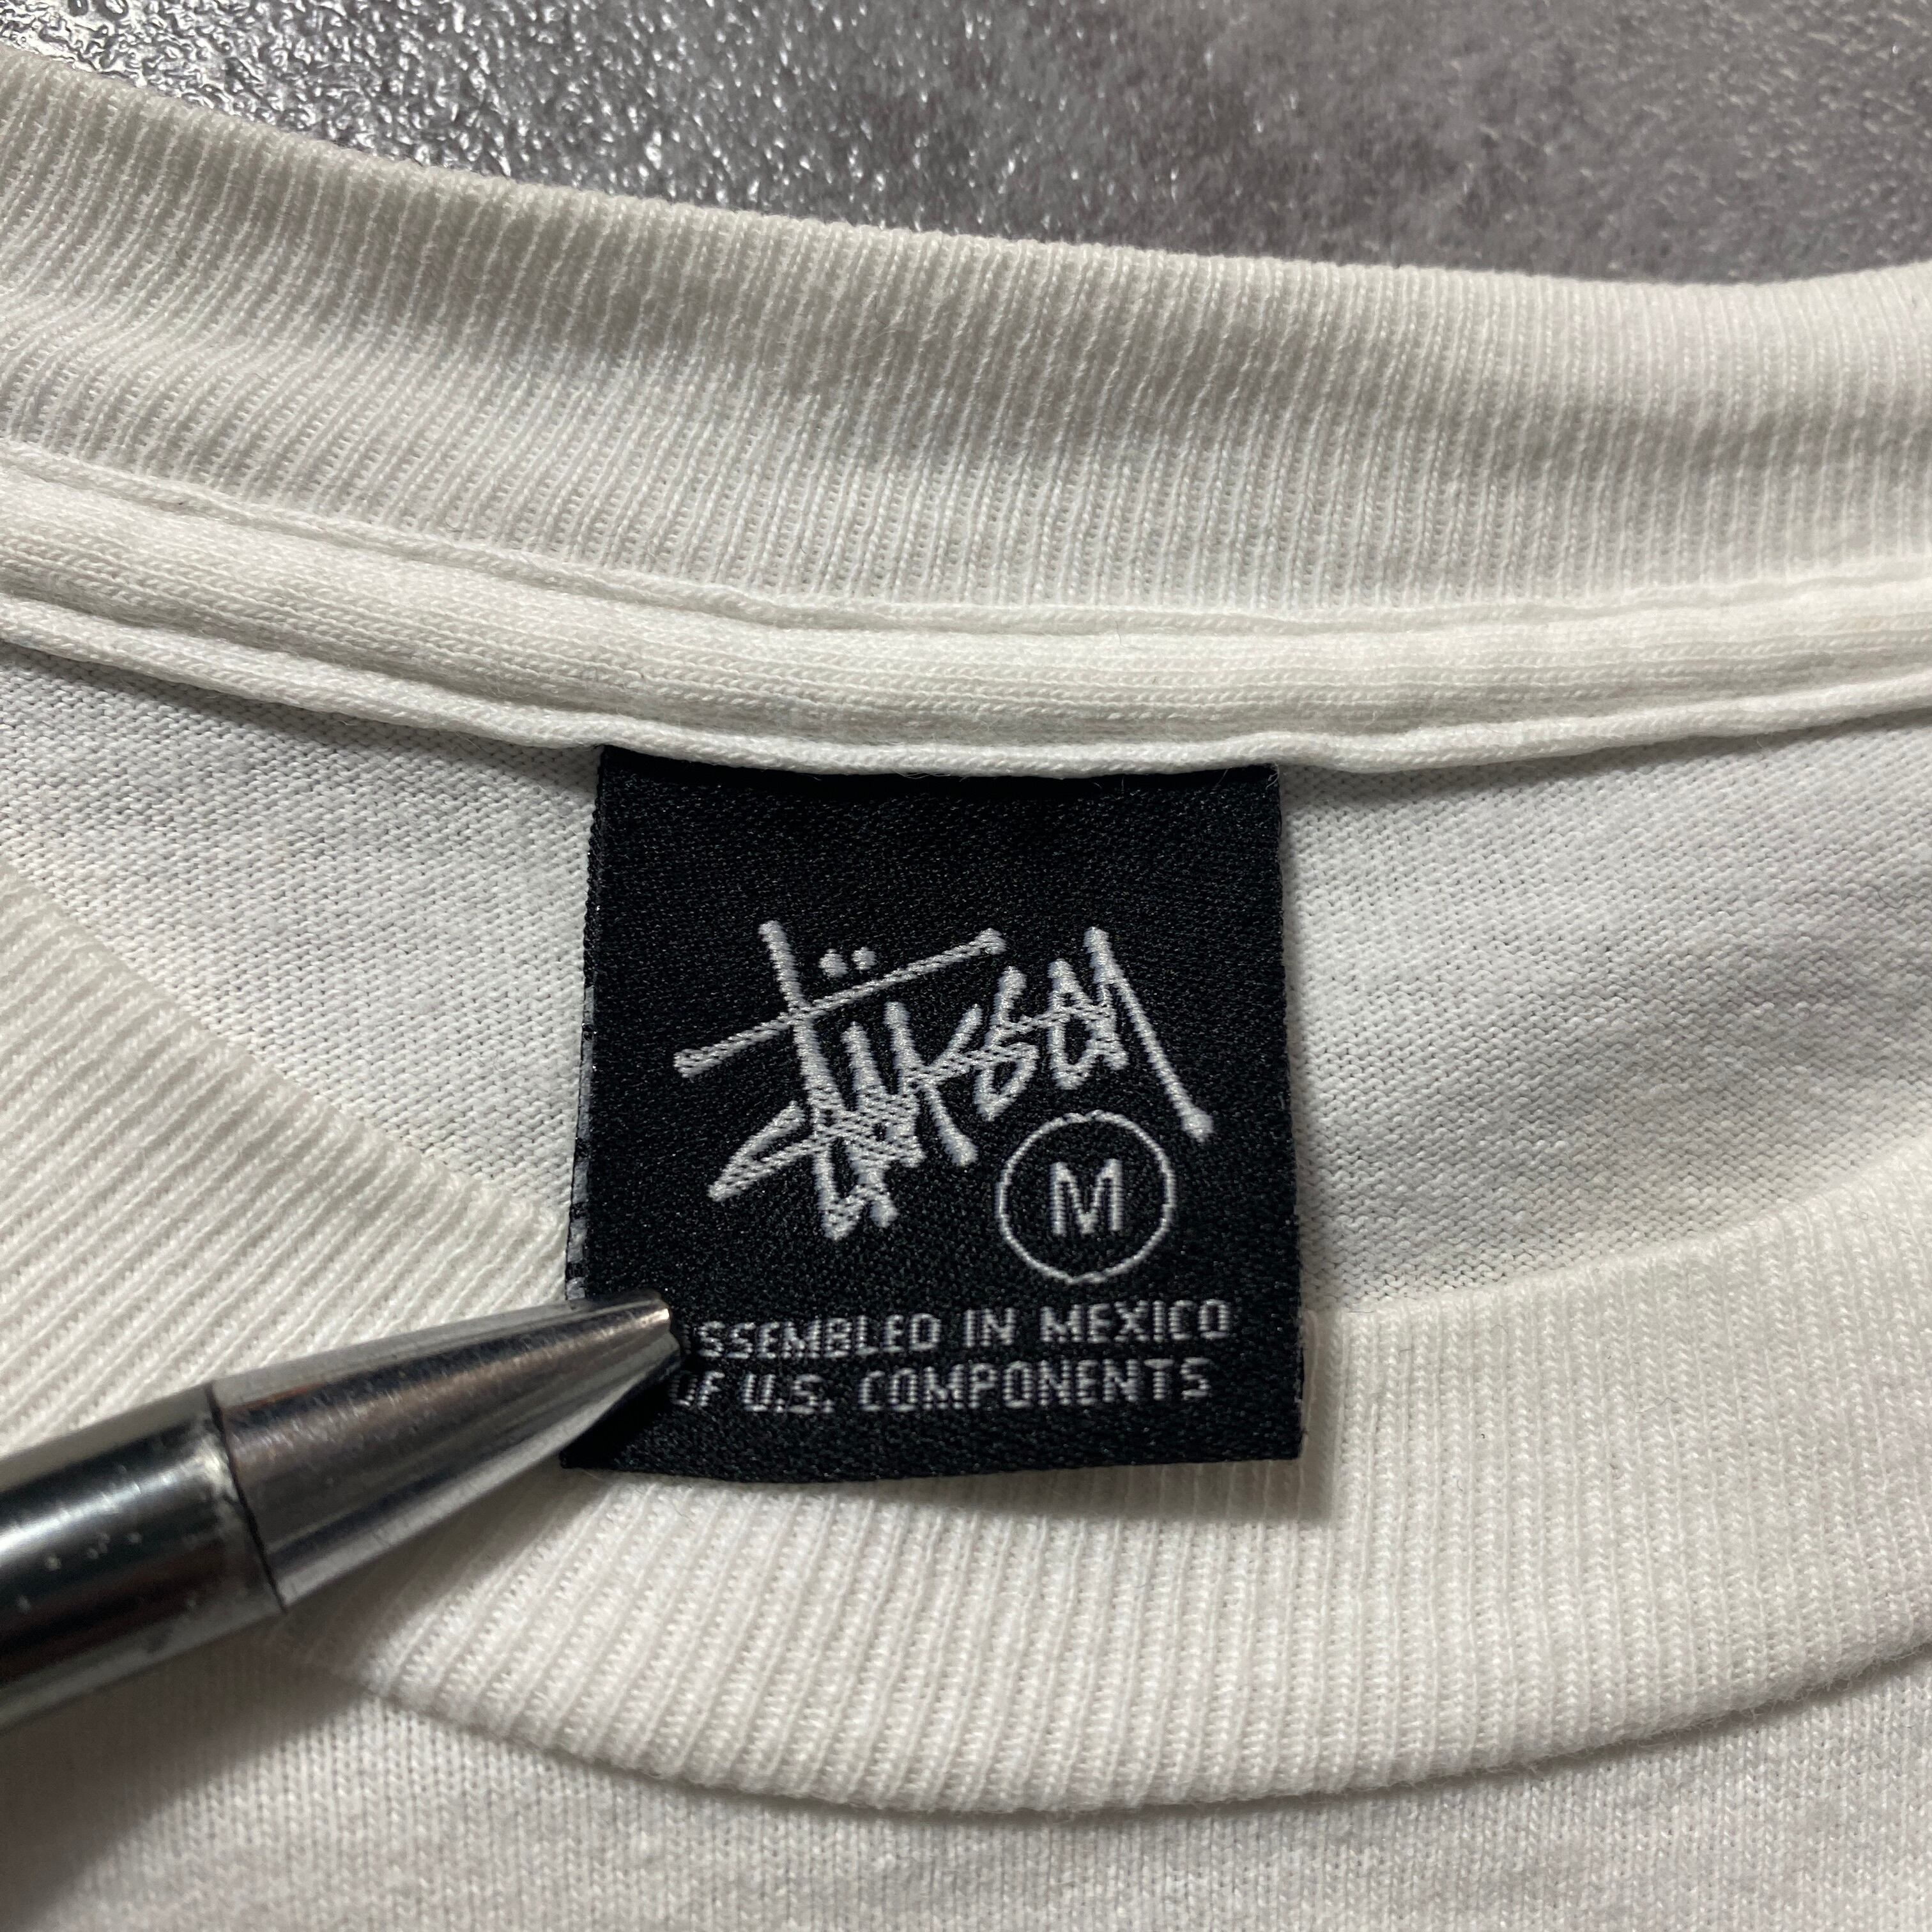 Stüssy
M
ASSEMBLED IN MEXICO
OF U.S. COMPONENTS